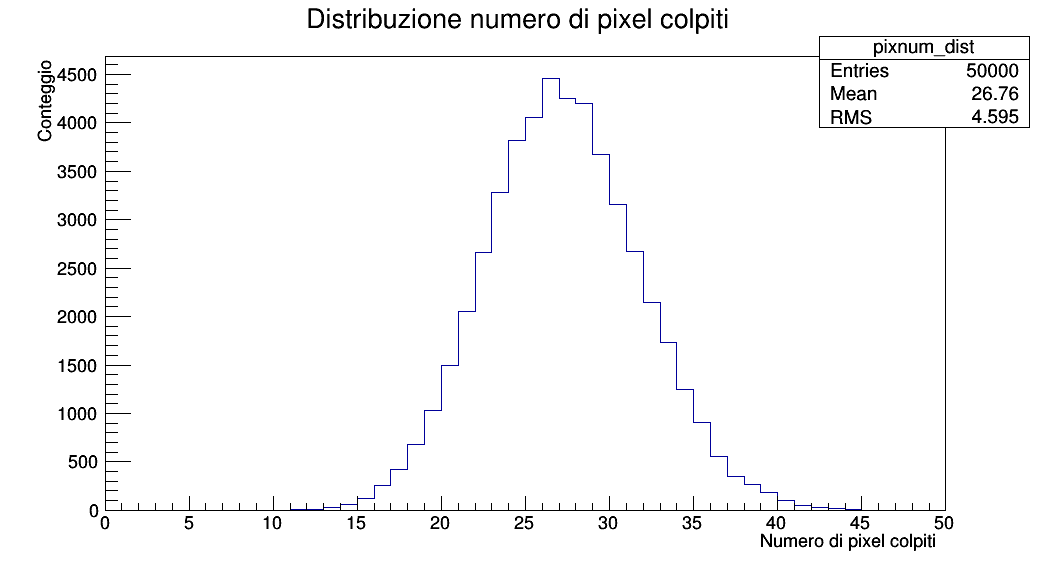 Distribuzione numero di pixel colpiti
pixnum_dist
Entries 50000
Mean 26.76
RMS 4.595
Conteggio
4500
4000
3500
3000
2500
2000
1500
1000
500
0
0 5 10 15 20 25 30 35 40 45 50
Numero di pixel colpiti